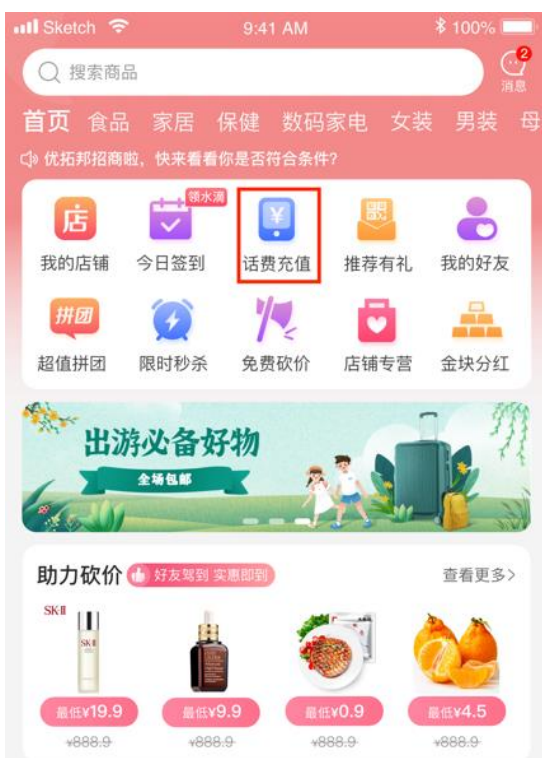 Sketch 9:41 AM 100%
搜索商品
2
消息
首页 食品 家居 保健 数码家电 女装 男装 母
优拓邦招商啦，快来看看你是否符合条件?
店 领水滴
我的店铺 今日签到 话费充值 推荐有礼 我的好友
拼团
超值拼团 限时秒杀 免费砍价 店铺专营 金块分红
出游必备好物
全场包邮
助力砍价 好友驾到 实惠即到 查看更多>
SK-II
SK-II
最低¥19.9 最低¥9.9 最低¥0.9 最低¥4.5
¥888.9 ¥888.9 ¥888.9 ¥888.9